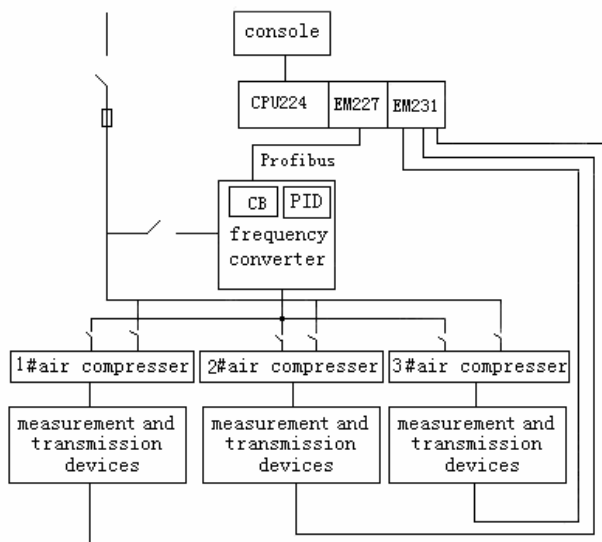 console
CPU224 EM227 EM231
Profibus
CB PID
frequency
converter
1#air compresser 2#air compresser 3#air compresser
measurement and
transmission
devices
measurement and
transmission
devices
measurement and
transmission
devices